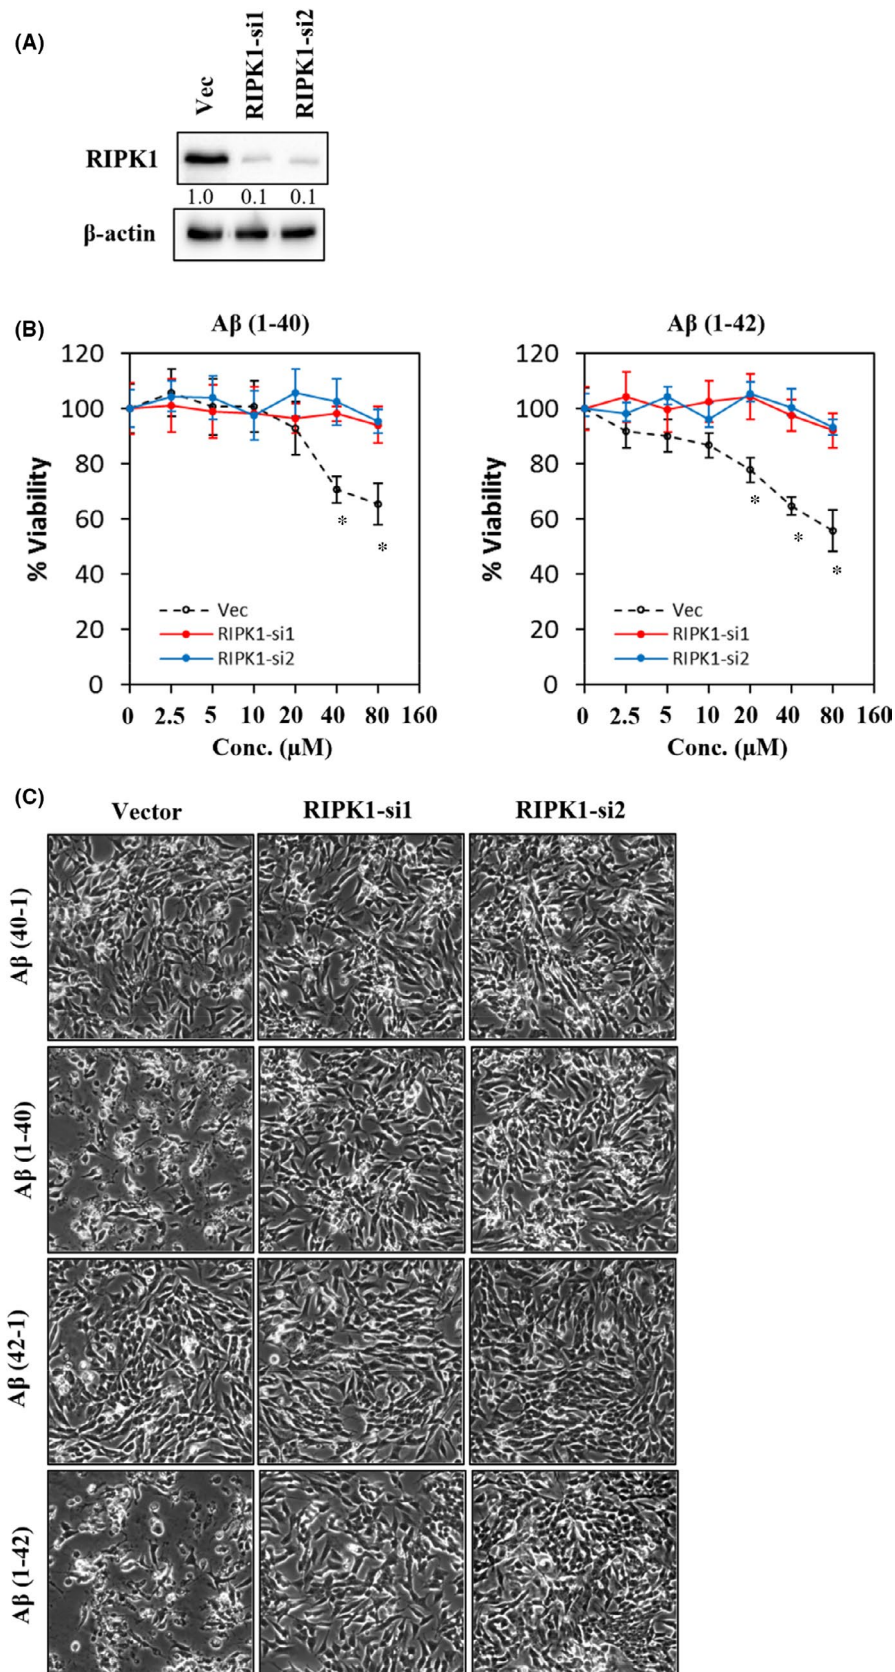 (A)
Vec
RIPK1-si1
RIPK1-si2
RIPK1
1.0 0.1 0.1
β-actin
(B)
Aβ (1-40)
% Viability
120
100
80
60
40
20
0
Vec
RIPK1-si1
RIPK1-si2
0 2.5 5 10 20 40 80 160
Conc. (μM)
* *
Aβ (1-42)
% Viability
120
100
80
60
40
20
0
Vec
RIPK1-si1
RIPK1-si2
0 2.5 5 10 20 40 80 160
Conc. (μM)
* * *
(C)
Vector RIPK1-si1 RIPK1-si2
Aβ (40-1)
Aβ (1-40)
Aβ (42-1)
Aβ (1-42)